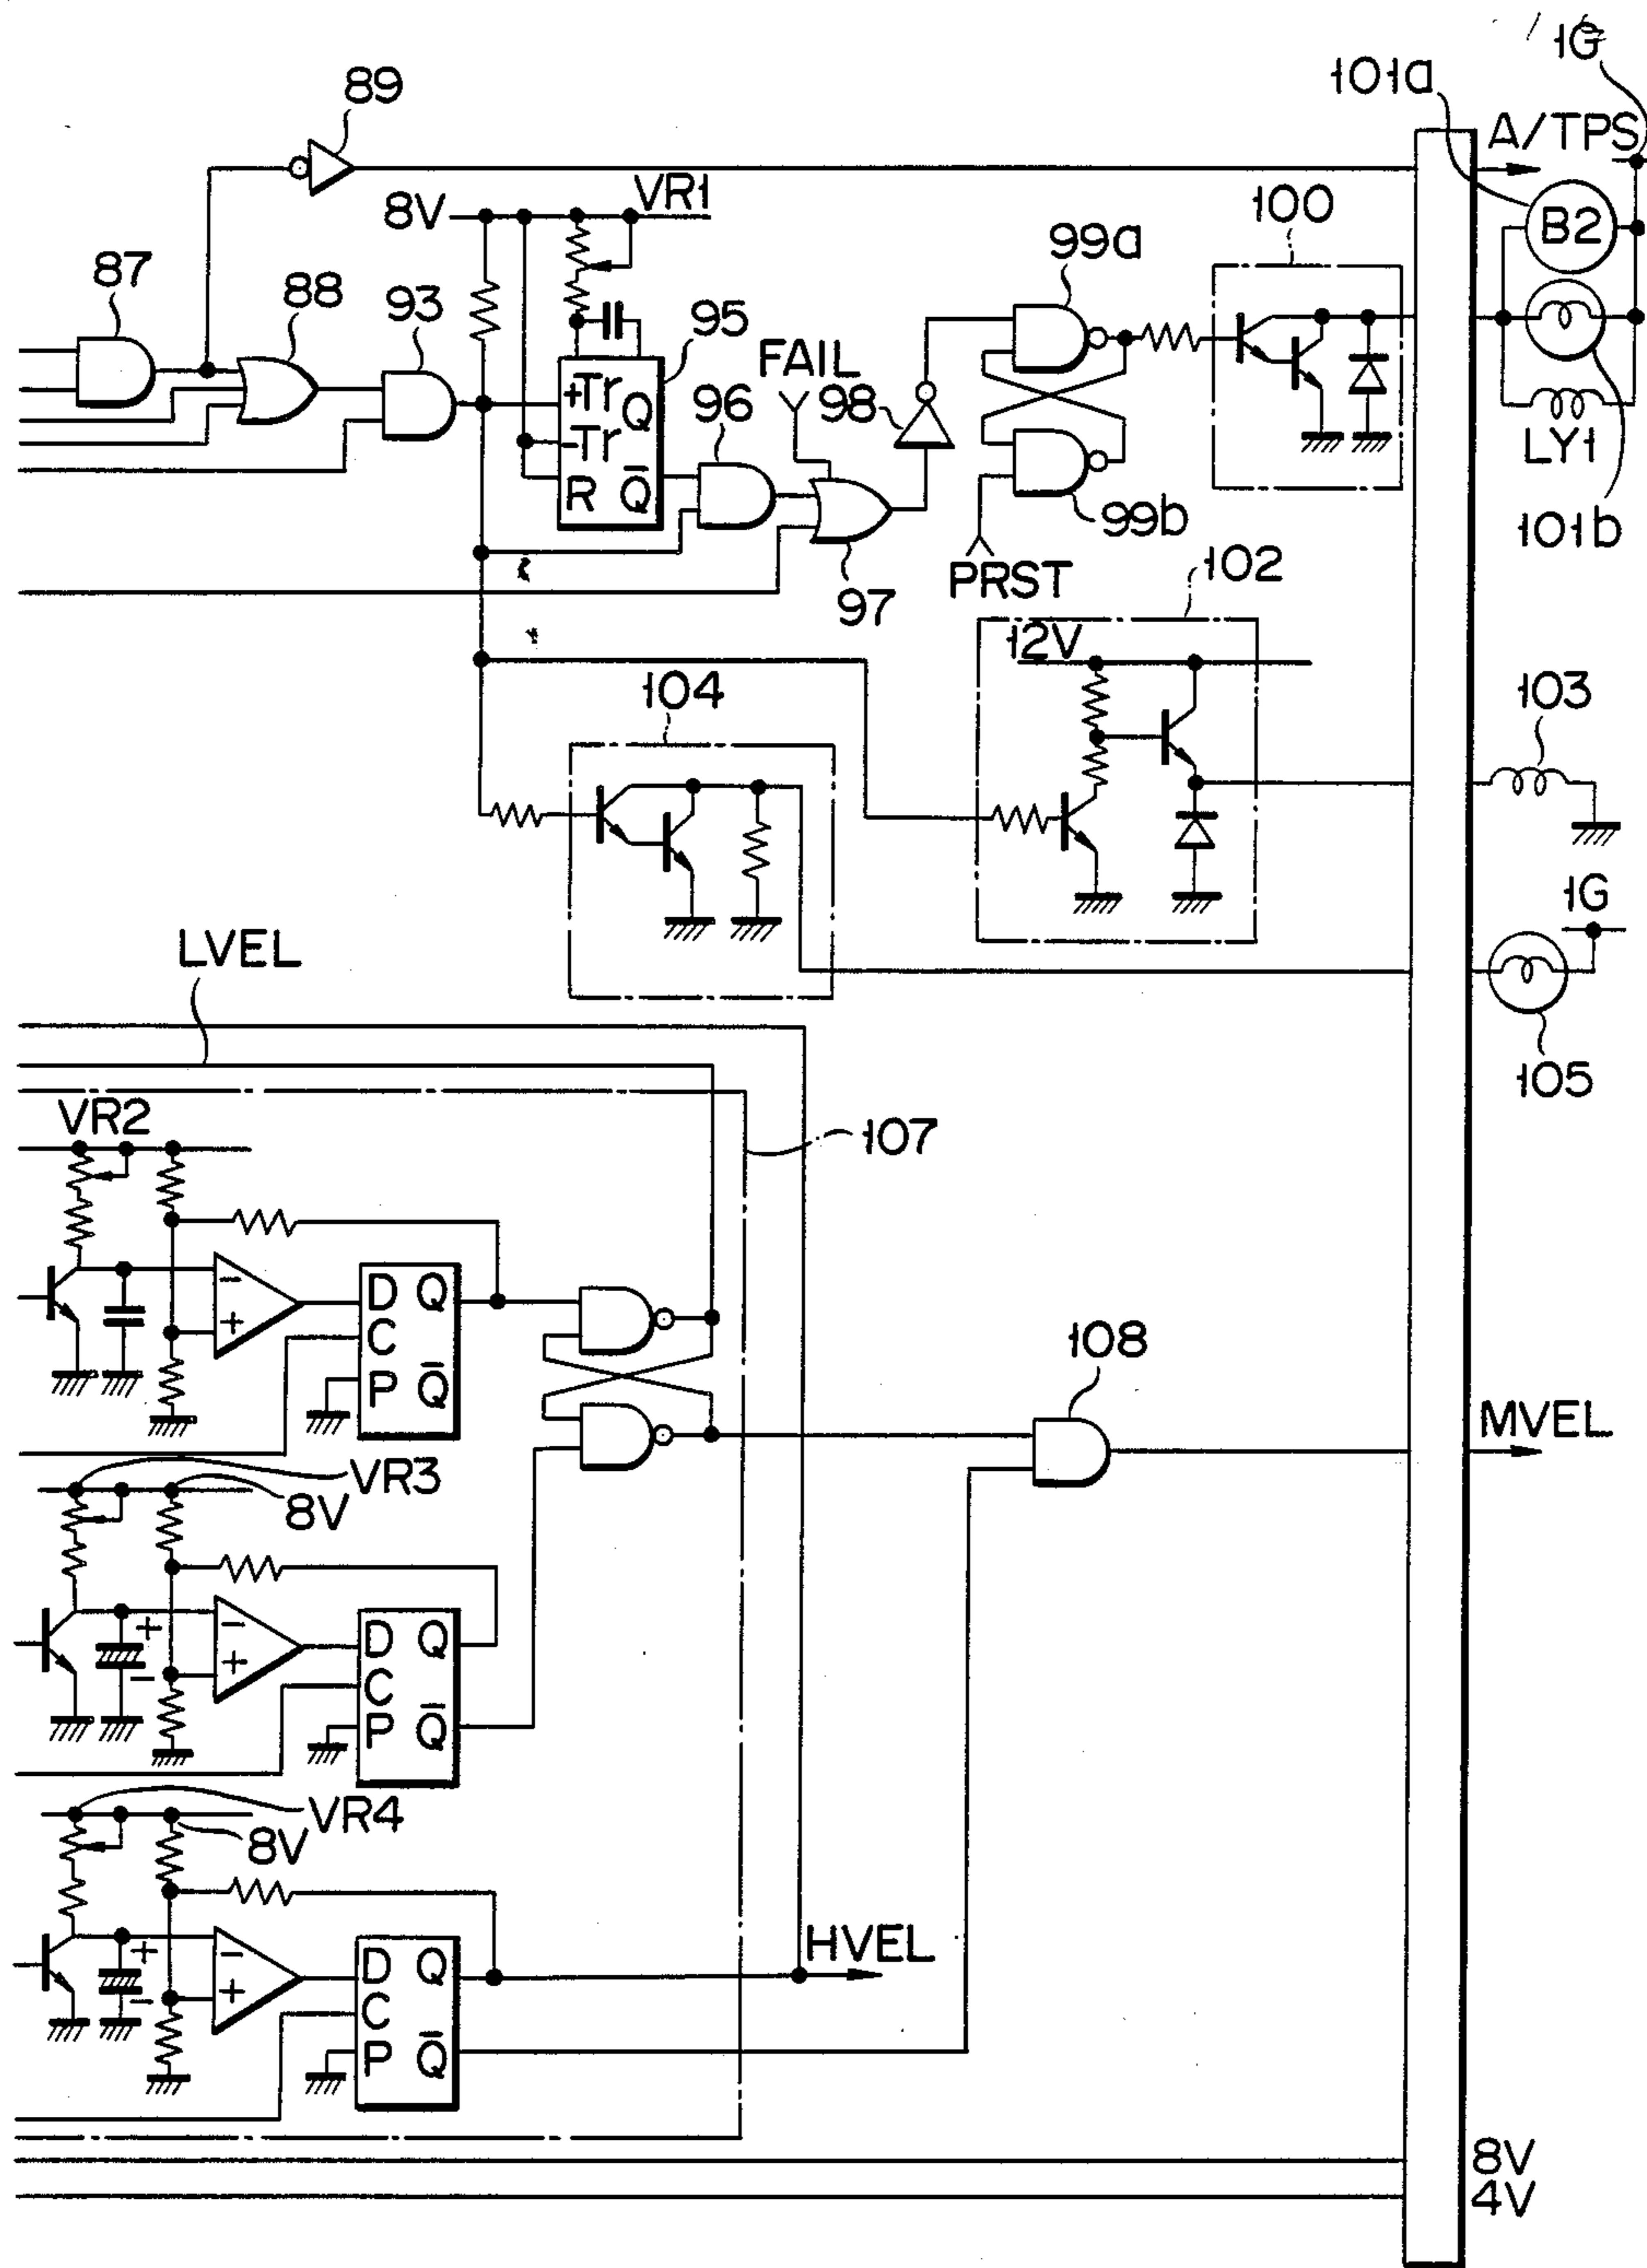 1G
101a
89
A/TPS
8V
VR1
100
99a
B2
87
88
93
95
FAIL
98
+Tr Q
96
-Tr
R Q̅
LY1
99b
101b
PRST
102
97
12V
104
103
LVEL
1G
105
VR2
107
D Q
C
P Q̅
-
+
108
MVEL
VR3
8V
D Q
C
P Q̅
-
+
+
-
VR4
8V
HVEL
D Q
C
P Q̅
-
+
+
-
8V
4V